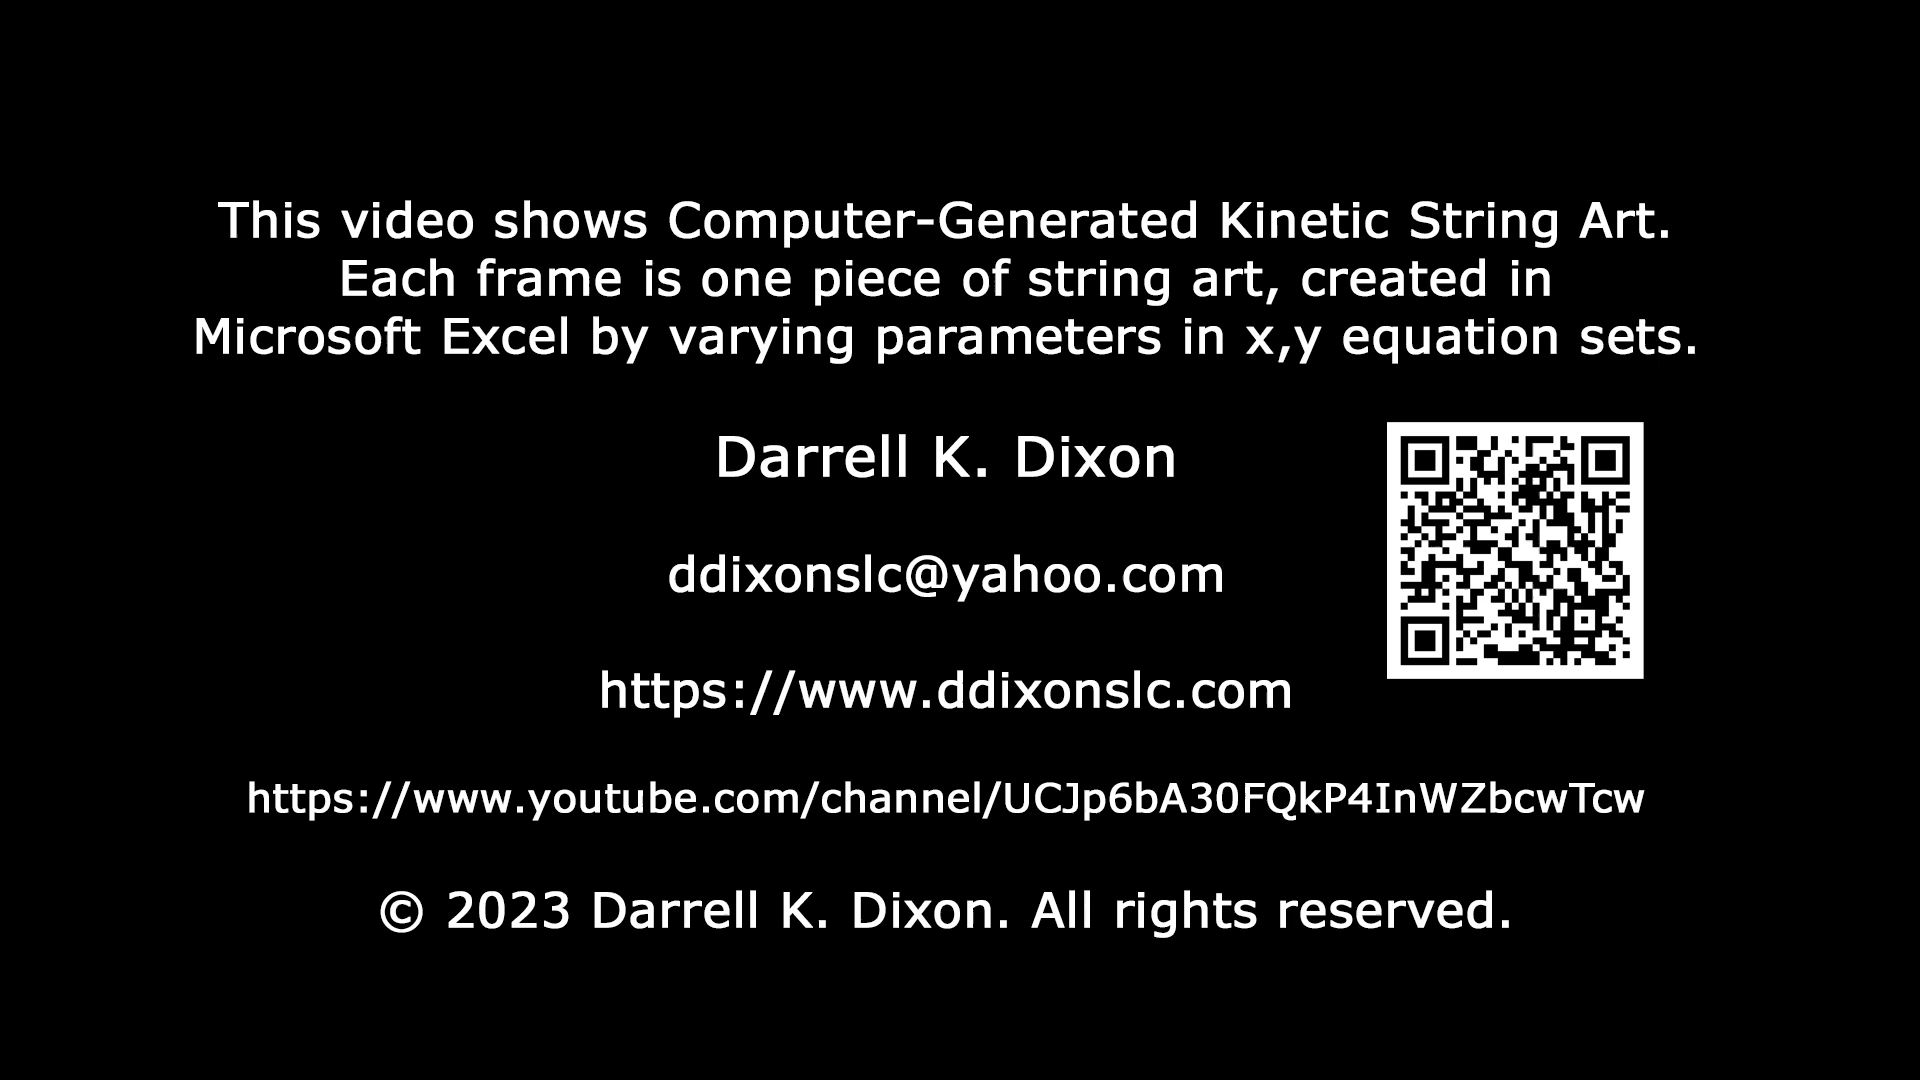 This video shows Computer-Generated Kinetic String Art.
Each frame is one piece of string art, created in
Microsoft Excel by varying parameters in x,y equation sets.
Darrell K. Dixon
ddixonslc@yahoo.com
https://www.ddixonslc.com
https://www.youtube.com/channel/UCJp6bA30FQkP4InWZbcwTcw
© 2023 Darrell K. Dixon. All rights reserved.